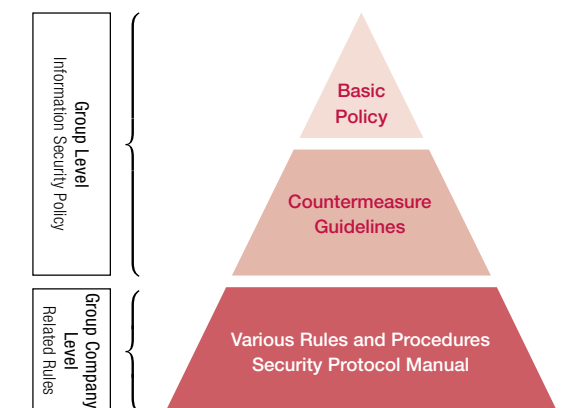 Group Level
Information Security Policy
Basic
Policy
Countermeasure
Guidelines
Group Company
Level
Related Rules
Various Rules and Procedures
Security Protocol Manual